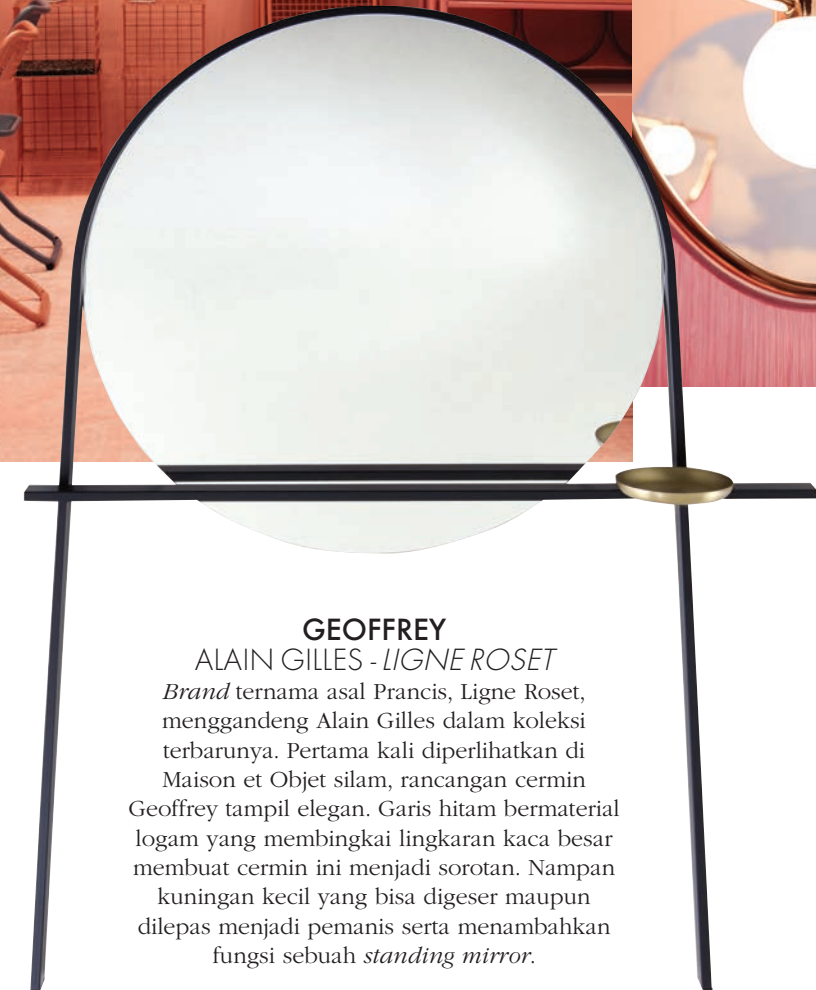 GEOFFREY
ALAIN GILLES - LIGNE ROSET
Brand ternama asal Prancis, Ligne Roset,
menggandeng Alain Gilles dalam koleksi
terbarunya. Pertama kali diperlihatkan di
Maison et Objet silam, rancangan cermin
Geoffrey tampil elegan. Garis hitam bermaterial
logam yang membingkai lingkaran kaca besar
membuat cermin ini menjadi sorotan. Nampan
kuningan kecil yang bisa digeser maupun
dilepas menjadi pemanis serta menambahkan
fungsi sebuah standing mirror.